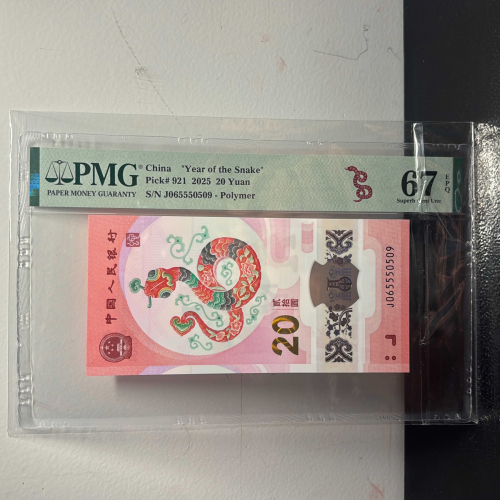 PMG
PAPER MONEY GUARANTY
China "Year of the Snake"
Pick# 921 2025 20 Yuan
S/N J065550509 - Polymer
67 EPQ
Superb Gem Unc
中国人民银行
贰拾圆
20
J065550509